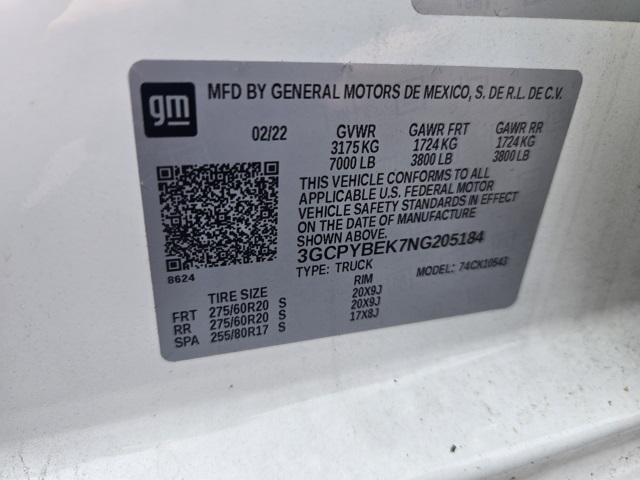 gm
MFD BY GENERAL MOTORS DE MEXICO, S. DE R.L. DE C.V.
02/22 GVWR GAWR FRT GAWR RR
3175 KG 1724 KG 1724 KG
7000 LB 3800 LB 3800 LB
THIS VEHICLE CONFORMS TO ALL
APPLICABLE U.S. FEDERAL MOTOR
VEHICLE SAFETY STANDARDS IN EFFECT
ON THE DATE OF MANUFACTURE
SHOWN ABOVE.
3GCPYBEK7NG205184
TYPE: TRUCK MODEL: 74CK10543
8624
TIRE SIZE RIM
FRT 275/60R20 S 20X9J
RR 275/60R20 S 20X9J
SPA 255/80R17 S 17X8J